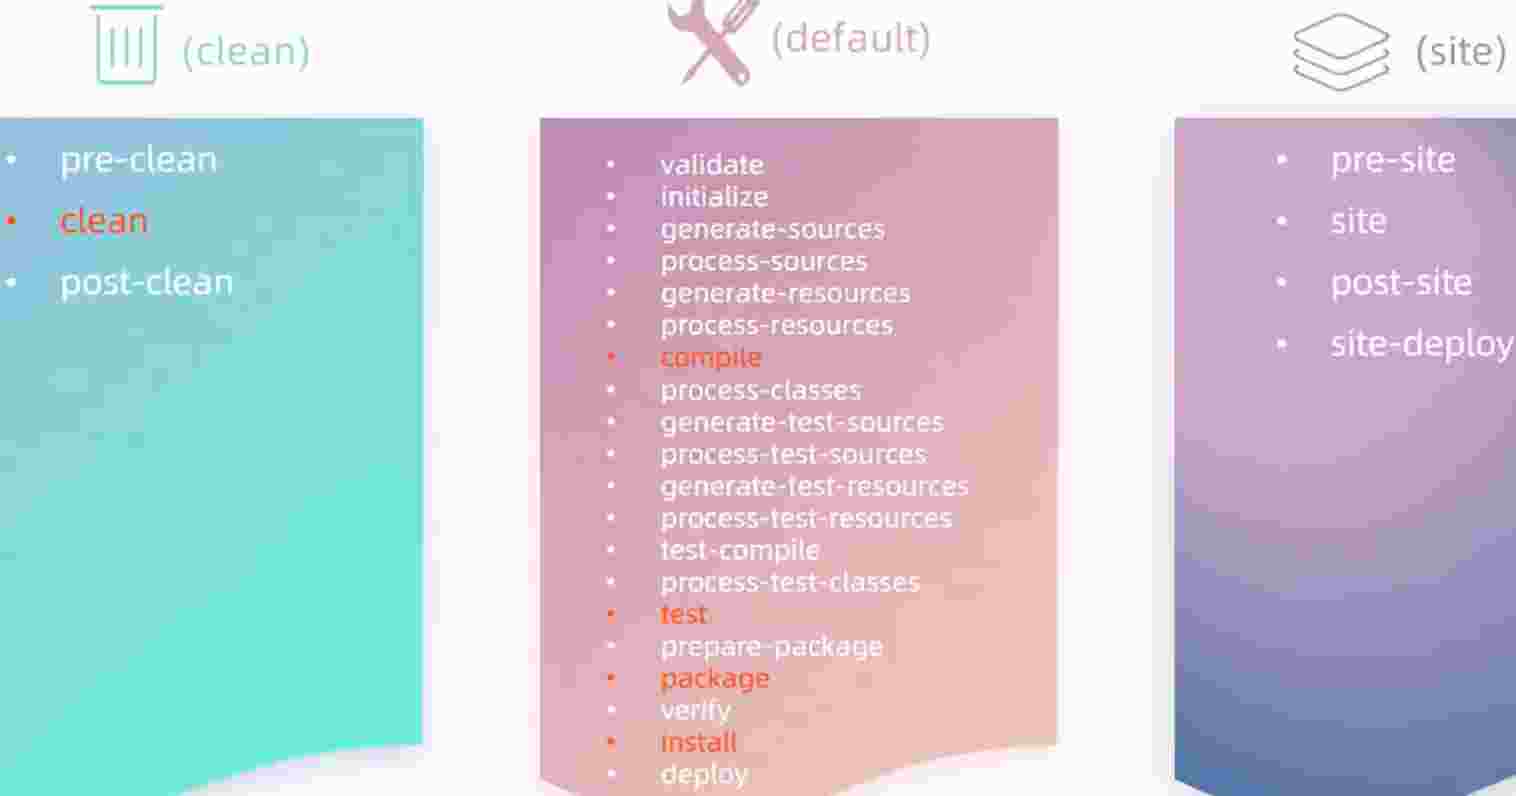 (clean)
pre-clean
clean
post-clean
(default)
validate
initialize
generate-sources
process-sources
generate-resources
process-resources
compile
process-classes
generate-test-sources
process-test-sources
generate-test-resources
process-test-resources
test-compile
process-test-classes
test
prepare-package
package
verify
install
deploy
(site)
pre-site
site
post-site
site-deploy